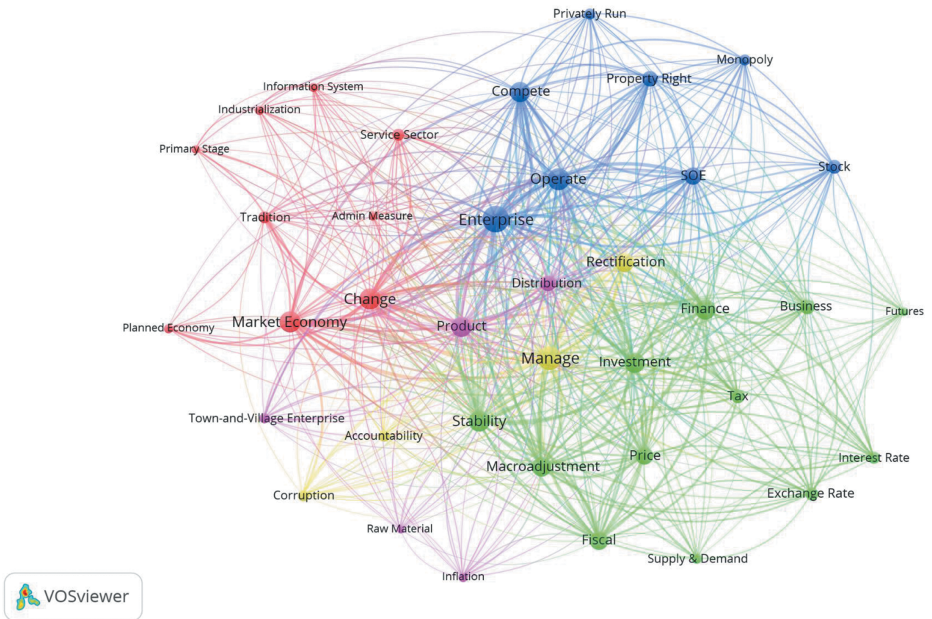 Privately Run
Monopoly
Property Right
Information System
Compete
Industrialization
Service Sector
Primary Stage
Stock
SOE
Operate
Tradition
Admin Measure
Enterprise
Rectification
Distribution
Change
Finance
Business
Futures
Market Economy
Product
Planned Economy
Manage
Investment
Tax
Town-and-Village Enterprise
Stability
Accountability
Price
Interest Rate
Macroadjustment
Corruption
Exchange Rate
Raw Material
Fiscal
Supply & Demand
Inflation
VOSviewer